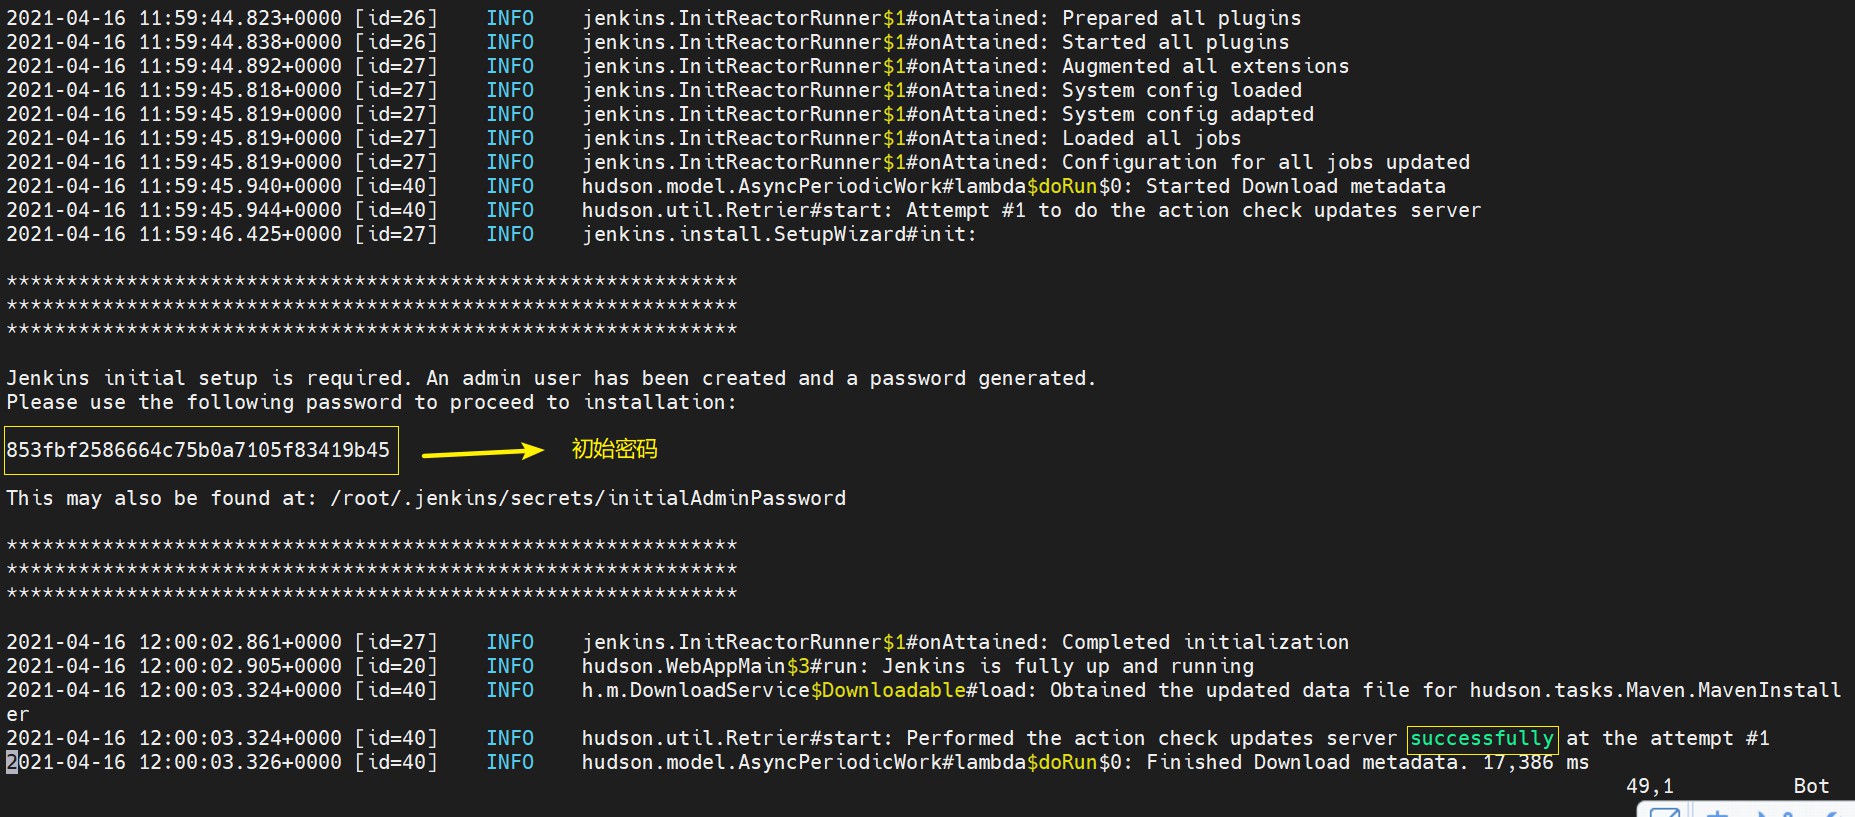 2021-04-16 11:59:44.823+0000 [id=26]    INFO    jenkins.InitReactorRunner$1#onAttained: Prepared all plugins
2021-04-16 11:59:44.838+0000 [id=26]    INFO    jenkins.InitReactorRunner$1#onAttained: Started all plugins
2021-04-16 11:59:44.892+0000 [id=27]    INFO    jenkins.InitReactorRunner$1#onAttained: Augmented all extensions
2021-04-16 11:59:45.818+0000 [id=27]    INFO    jenkins.InitReactorRunner$1#onAttained: System config loaded
2021-04-16 11:59:45.819+0000 [id=27]    INFO    jenkins.InitReactorRunner$1#onAttained: System config adapted
2021-04-16 11:59:45.819+0000 [id=27]    INFO    jenkins.InitReactorRunner$1#onAttained: Loaded all jobs
2021-04-16 11:59:45.819+0000 [id=27]    INFO    jenkins.InitReactorRunner$1#onAttained: Configuration for all jobs updated
2021-04-16 11:59:45.940+0000 [id=40]    INFO    hudson.model.AsyncPeriodicWork#lambda$doRun$0: Started Download metadata
2021-04-16 11:59:45.944+0000 [id=40]    INFO    hudson.util.Retrier#start: Attempt #1 to do the action check updates server
2021-04-16 11:59:46.425+0000 [id=27]    INFO    jenkins.install.SetupWizard#init:
*************************************************************
*************************************************************
*************************************************************
Jenkins initial setup is required. An admin user has been created and a password generated.
Please use the following password to proceed to installation:
853fbf2586664c75b0a7105f83419b45 初始密码
This may also be found at: /root/.jenkins/secrets/initialAdminPassword
*************************************************************
*************************************************************
*************************************************************
2021-04-16 12:00:02.861+0000 [id=27]    INFO    jenkins.InitReactorRunner$1#onAttained: Completed initialization
2021-04-16 12:00:02.905+0000 [id=20]    INFO    hudson.WebAppMain$3#run: Jenkins is fully up and running
2021-04-16 12:00:03.324+0000 [id=40]    INFO    h.m.DownloadService$Downloadable#load: Obtained the updated data file for hudson.tasks.Maven.MavenInstall
er
2021-04-16 12:00:03.324+0000 [id=40]    INFO    hudson.util.Retrier#start: Performed the action check updates server successfully at the attempt #1
2021-04-16 12:00:03.326+0000 [id=40]    INFO    hudson.model.AsyncPeriodicWork#lambda$doRun$0: Finished Download metadata. 17,386 ms
49,1 Bot